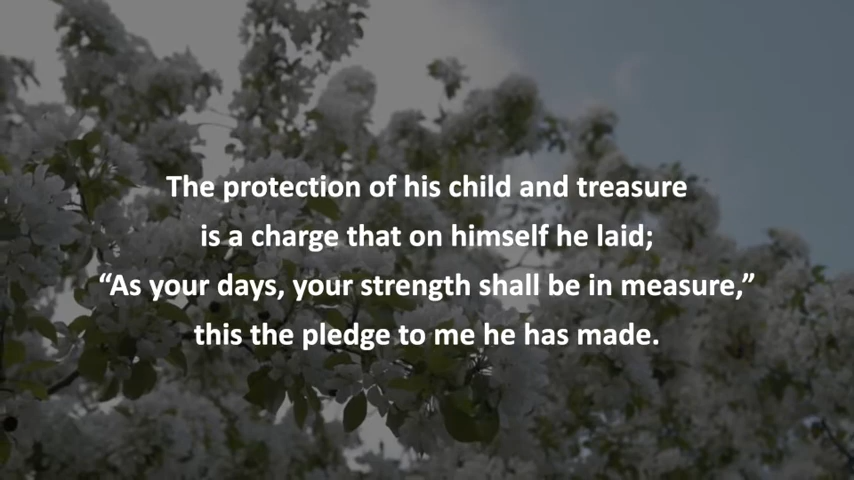 The protection of his child and treasure
is a charge that on himself he laid;
“As your days, your strength shall be in measure,”
this the pledge to me he has made.